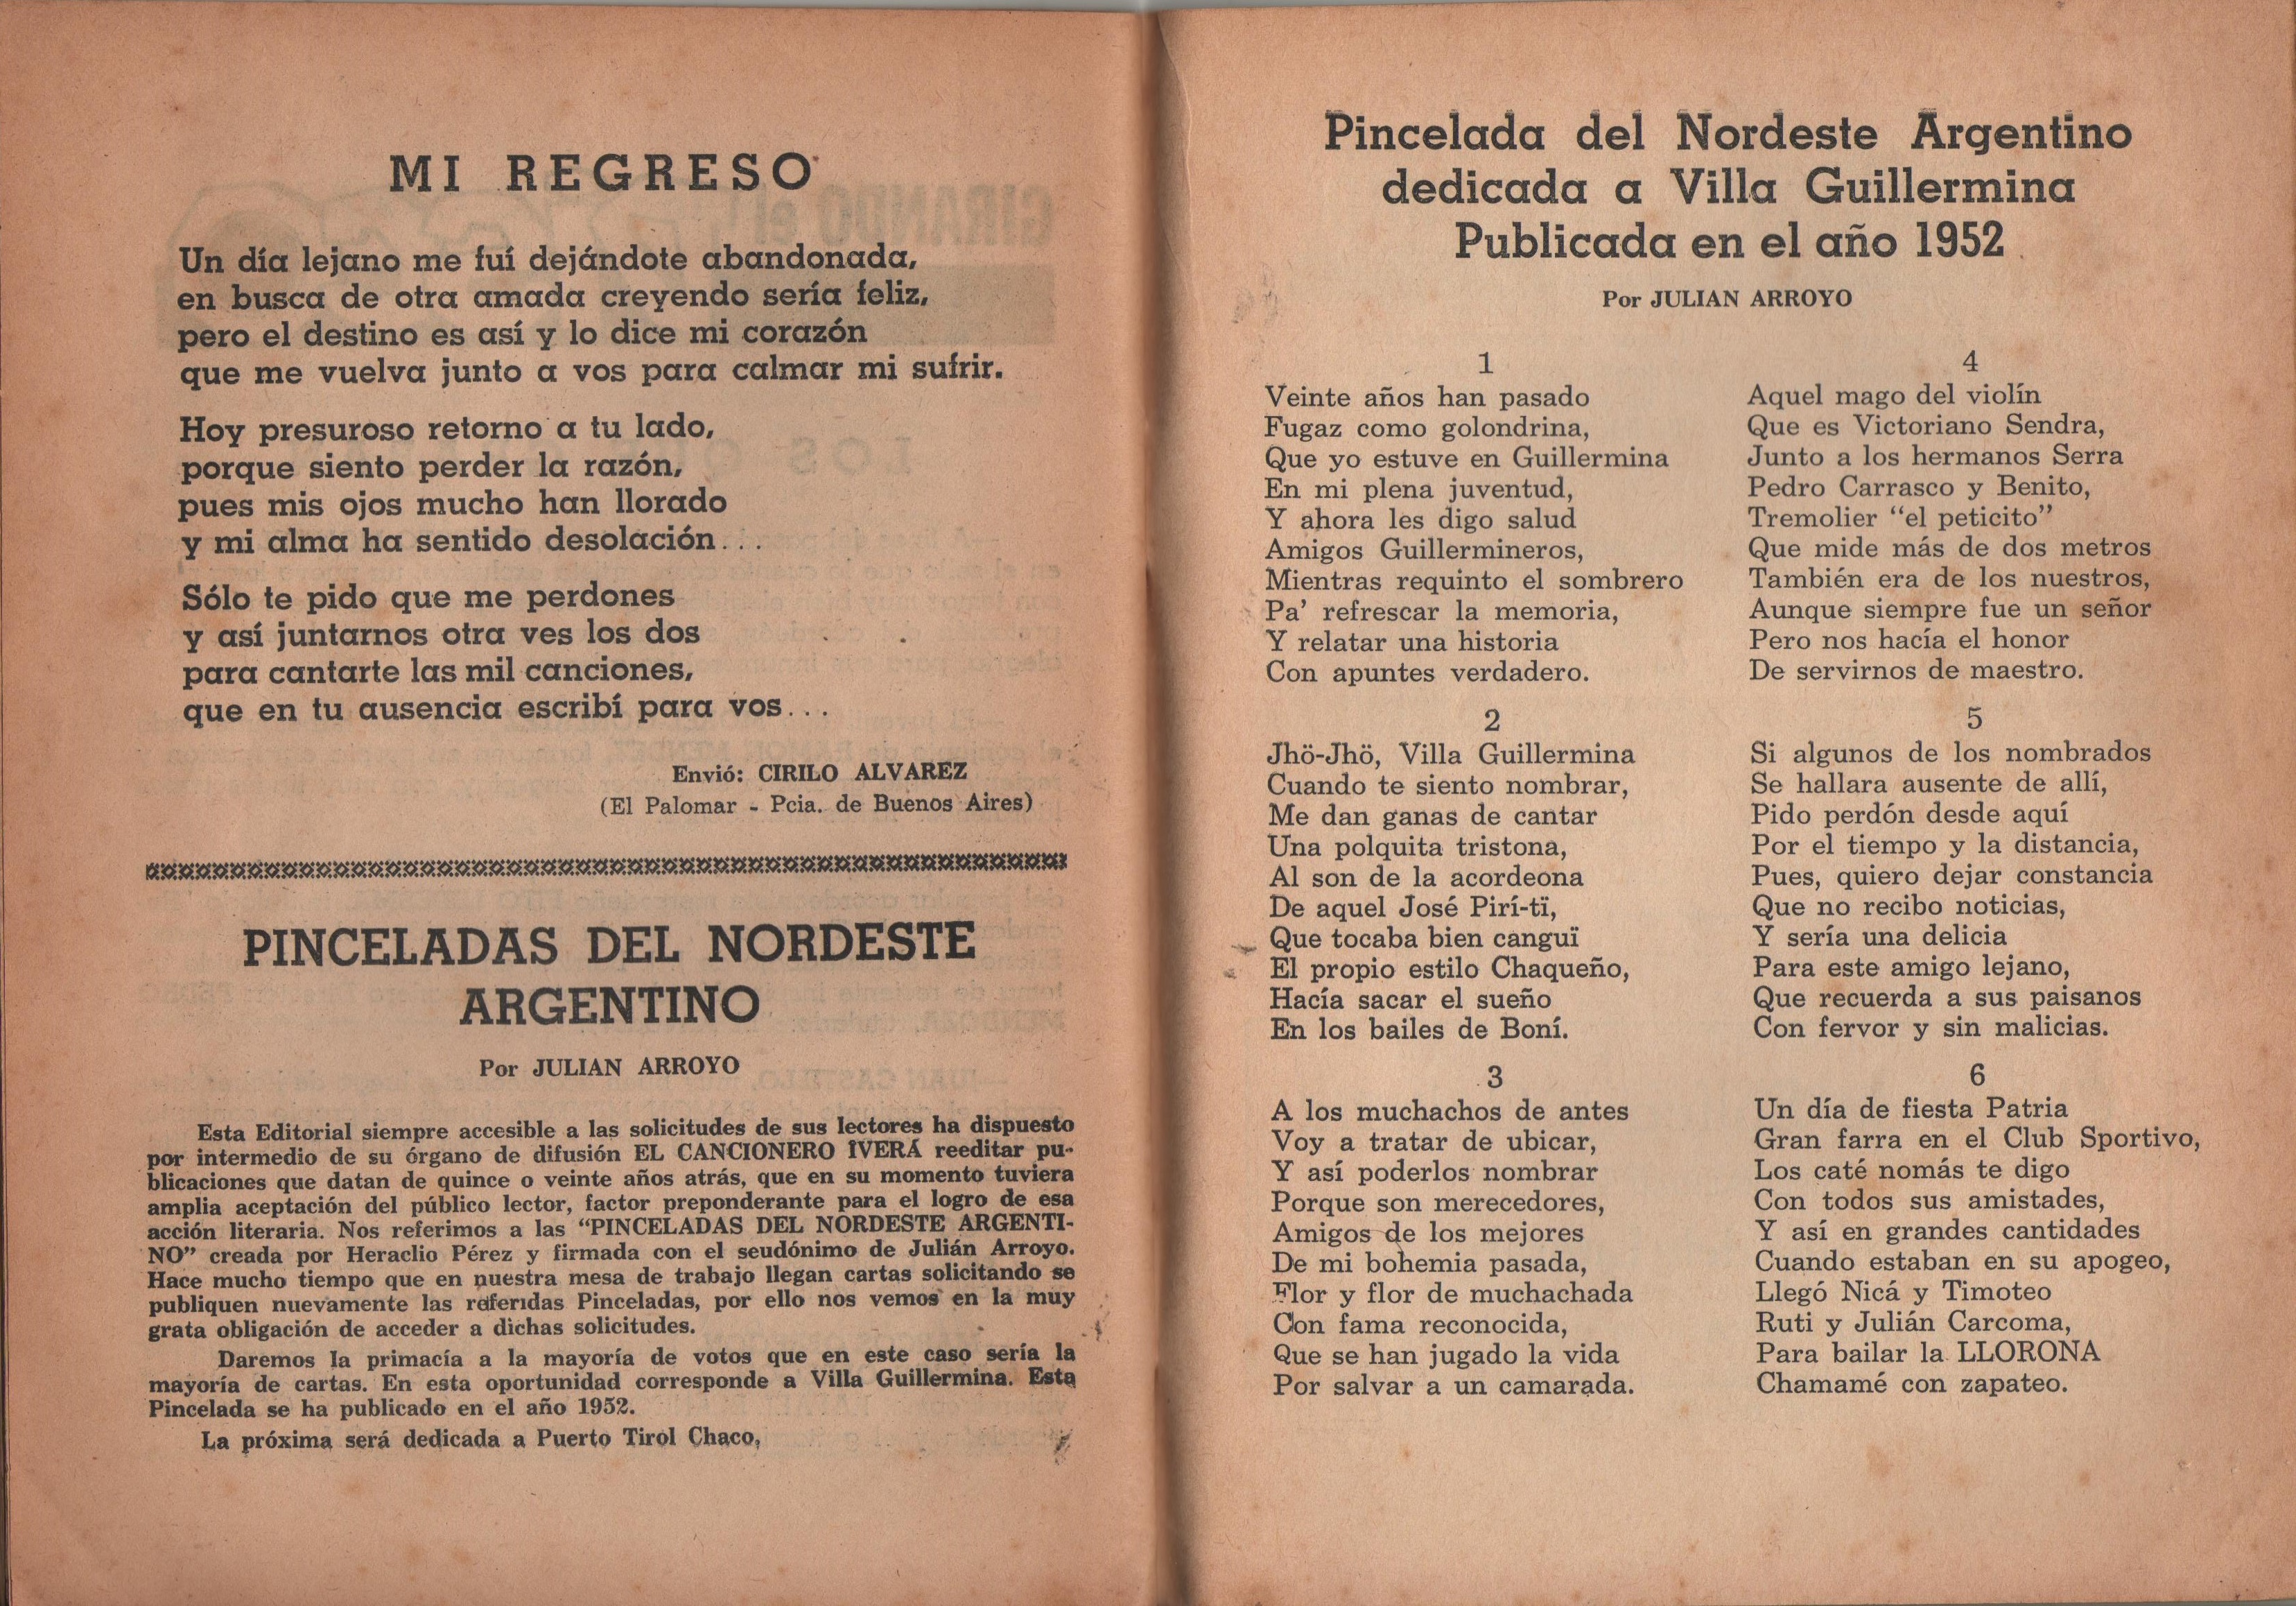 MI REGRESO
Un día lejano me fuí dejándote abandonada,
en busca de otra amada creyendo sería feliz,
pero el destino es así y lo dice mi corazón
que me vuelva junto a vos para calmar mi sufrir.
Hoy presuroso retorno a tu lado,
porque siento perder la razón,
pues mis ojos mucho han llorado
y mi alma ha sentido desolación...
Sólo te pido que me perdones
y así juntarnos otra ves los dos
para cantarte las mil canciones,
que en tu ausencia escribí para vos...
Envió: CIRILO ALVAREZ
(El Palomar - Pcia. de Buenos Aires)
PINCELADAS DEL NORDESTE
ARGENTINO
Por JULIAN ARROYO
Esta Editorial siempre accesible a las solicitudes de sus lectores ha dispuesto
por intermedio de su órgano de difusión EL CANCIONERO IVERÁ reeditar pu-
blicaciones que datan de quince o veinte años atrás, que en su momento tuviera
amplia aceptación del público lector, factor preponderante para el logro de esa
acción literaria. Nos referimos a las "PINCELADAS DEL NORDESTE ARGENTI-
NO" creada por Heraclio Pérez y firmada con el seudónimo de Julián Arroyo.
Hace mucho tiempo que en nuestra mesa de trabajo llegan cartas solicitando se
publiquen nuevamente las referidas Pinceladas, por ello nos vemos en la muy
grata obligación de acceder a dichas solicitudes.
Daremos la primacía a la mayoría de votos que en este caso sería la
mayoría de cartas. En esta oportunidad corresponde a Villa Guillermina. Esta
Pincelada se ha publicado en el año 1952.
La próxima será dedicada a Puerto Tirol Chaco,
Pincelada del Nordeste Argentino
dedicada a Villa Guillermina
Publicada en el año 1952
Por JULIAN ARROYO
1
Veinte años han pasado
Fugaz como golondrina,
Que yo estuve en Guillermina
En mi plena juventud,
Y ahora les digo salud
Amigos Guillermineros,
Mientras requinto el sombrero
Pa' refrescar la memoria,
Y relatar una historia
Con apuntes verdadero.
2
Jhö-Jhö, Villa Guillermina
Cuando te siento nombrar,
Me dan ganas de cantar
Una polquita tristona,
Al son de la acordeona
De aquel José Pirí-tï,
Que tocaba bien canguï
El propio estilo Chaqueño,
Hacía sacar el sueño
En los bailes de Boní.
3
A los muchachos de antes
Voy a tratar de ubicar,
Y así poderlos nombrar
Porque son merecedores,
Amigos de los mejores
De mi bohemia pasada,
Flor y flor de muchachada
Con fama reconocida,
Que se han jugado la vida
Por salvar a un camarada.
4
Aquel mago del violín
Que es Victoriano Sendra,
Junto a los hermanos Serra
Pedro Carrasco y Benito,
Tremolier "el peticito"
Que mide más de dos metros
También era de los nuestros,
Aunque siempre fue un señor
Pero nos hacía el honor
De servirnos de maestro.
5
Si algunos de los nombrados
Se hallara ausente de allí,
Pido perdón desde aquí
Por el tiempo y la distancia,
Pues, quiero dejar constancia
Que no recibo noticias,
Y sería una delicia
Para este amigo lejano,
Que recuerda a sus paisanos
Con fervor y sin malicias.
6
Un día de fiesta Patria
Gran farra en el Club Sportivo,
Los caté nomás te digo
Con todos sus amistades,
Y así en grandes cantidades
Cuando estaban en su apogeo,
Llegó Nicá y Timoteo
Ruti y Julián Carcoma,
Para bailar la LLORONA
Chamamé con zapateo.